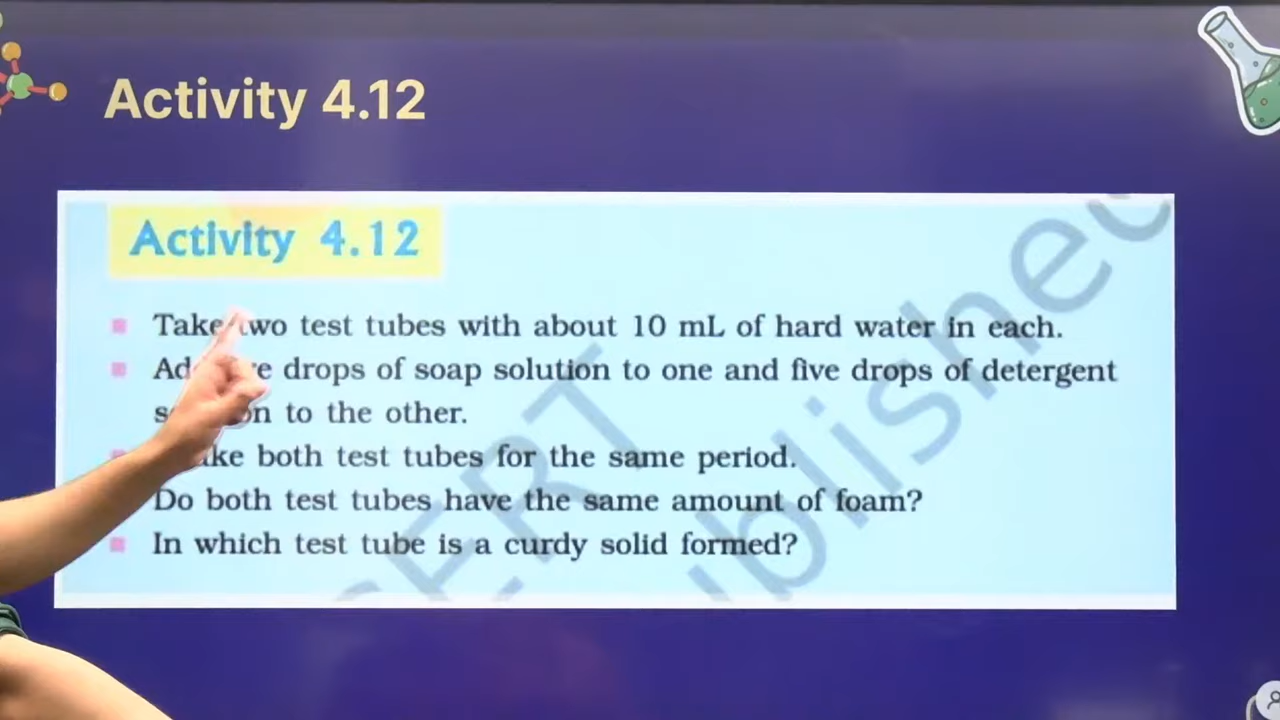 Activity 4.12
Activity 4.12
Take two test tubes with about 10 mL of hard water in each.
drops of soap solution to one and five drops of detergent
to the other.
both test tubes for the same period.
Do both test tubes have the same amount of foam?
In which test tube is a curdy solid formed?